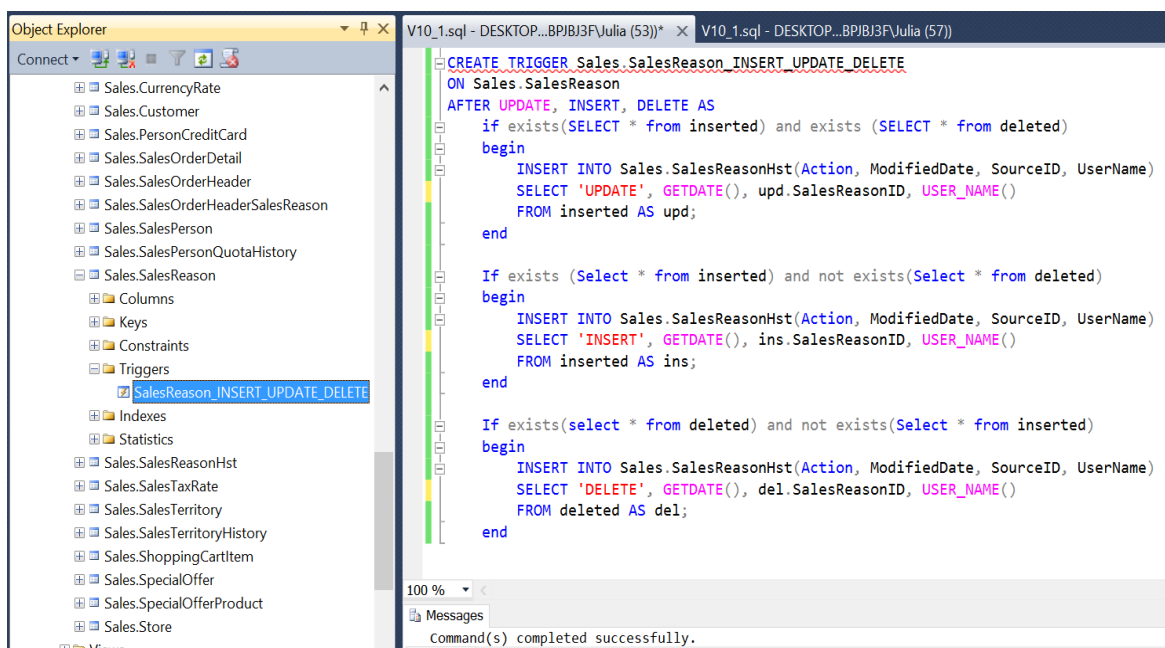 Object Explorer
Connect
Sales.CurrencyRate
Sales.Customer
Sales.PersonCreditCard
Sales.SalesOrderDetail
Sales.SalesOrderHeader
Sales.SalesOrderHeaderSalesReason
Sales.SalesPerson
Sales.SalesPersonQuotaHistory
Sales.SalesReason
Columns
Keys
Constraints
Triggers
SalesReason_INSERT_UPDATE_DELETE
Indexes
Statistics
Sales.SalesReasonHst
Sales.SalesTaxRate
Sales.SalesTerritory
Sales.SalesTerritoryHistory
Sales.ShoppingCartItem
Sales.SpecialOffer
Sales.SpecialOfferProduct
Sales.Store
V10_1.sql - DESKTOP...BPJBJ3F\Julia (53))* V10_1.sql - DESKTOP...BPJBJ3F\Julia (57))
CREATE TRIGGER Sales.SalesReason_INSERT_UPDATE_DELETE
ON Sales.SalesReason
AFTER UPDATE, INSERT, DELETE AS
if exists(SELECT * from inserted) and exists (SELECT * from deleted)
begin
INSERT INTO Sales.SalesReasonHst(Action, ModifiedDate, SourceID, UserName)
SELECT 'UPDATE', GETDATE(), upd.SalesReasonID, USER_NAME()
FROM inserted AS upd;
end
If exists (Select * from inserted) and not exists(Select * from deleted)
begin
INSERT INTO Sales.SalesReasonHst(Action, ModifiedDate, SourceID, UserName)
SELECT 'INSERT', GETDATE(), ins.SalesReasonID, USER_NAME()
FROM inserted AS ins;
end
If exists(select * from deleted) and not exists(Select * from inserted)
begin
INSERT INTO Sales.SalesReasonHst(Action, ModifiedDate, SourceID, UserName)
SELECT 'DELETE', GETDATE(), del.SalesReasonID, USER_NAME()
FROM deleted AS del;
end
100 %
Messages
Command(s) completed successfully.